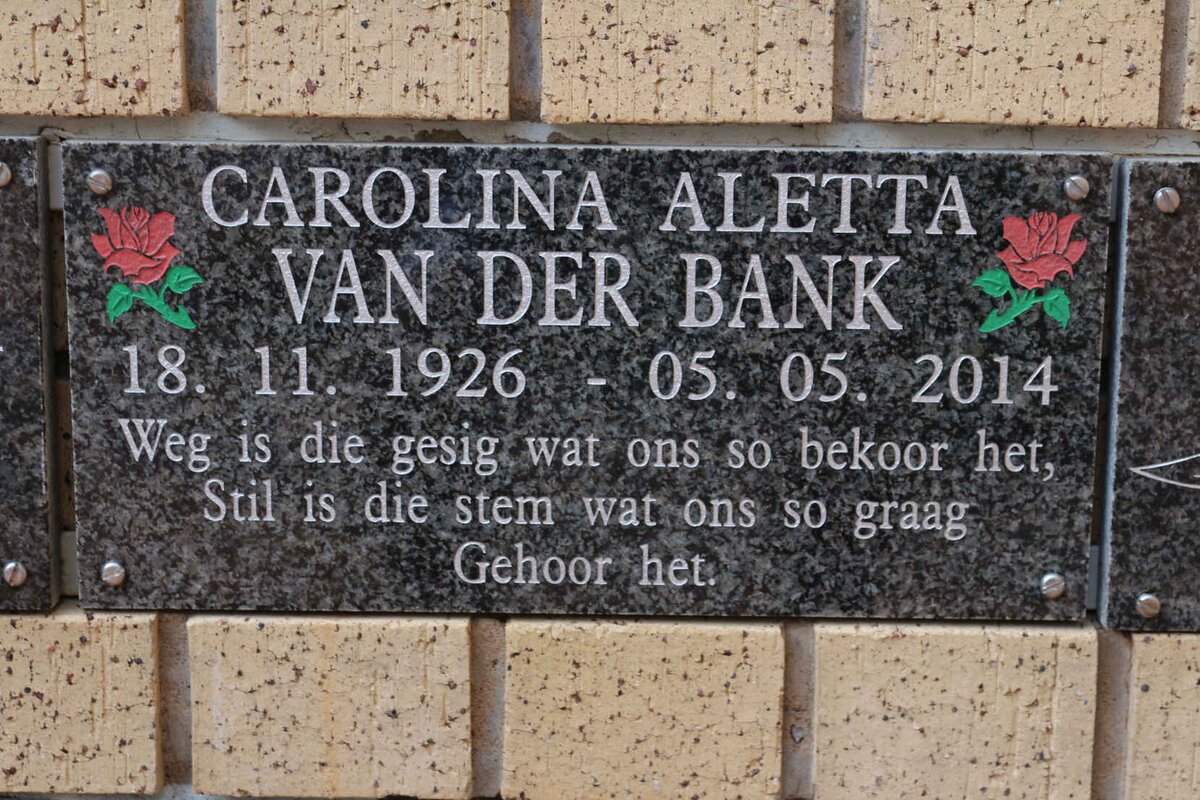 CAROLINA ALETTA
VAN DER BANK
18. 11. 1926 - 05. 05. 2014
Weg is die gesig wat ons so bekoor het,
Stil is die stem wat ons so graag
Gehoor het.